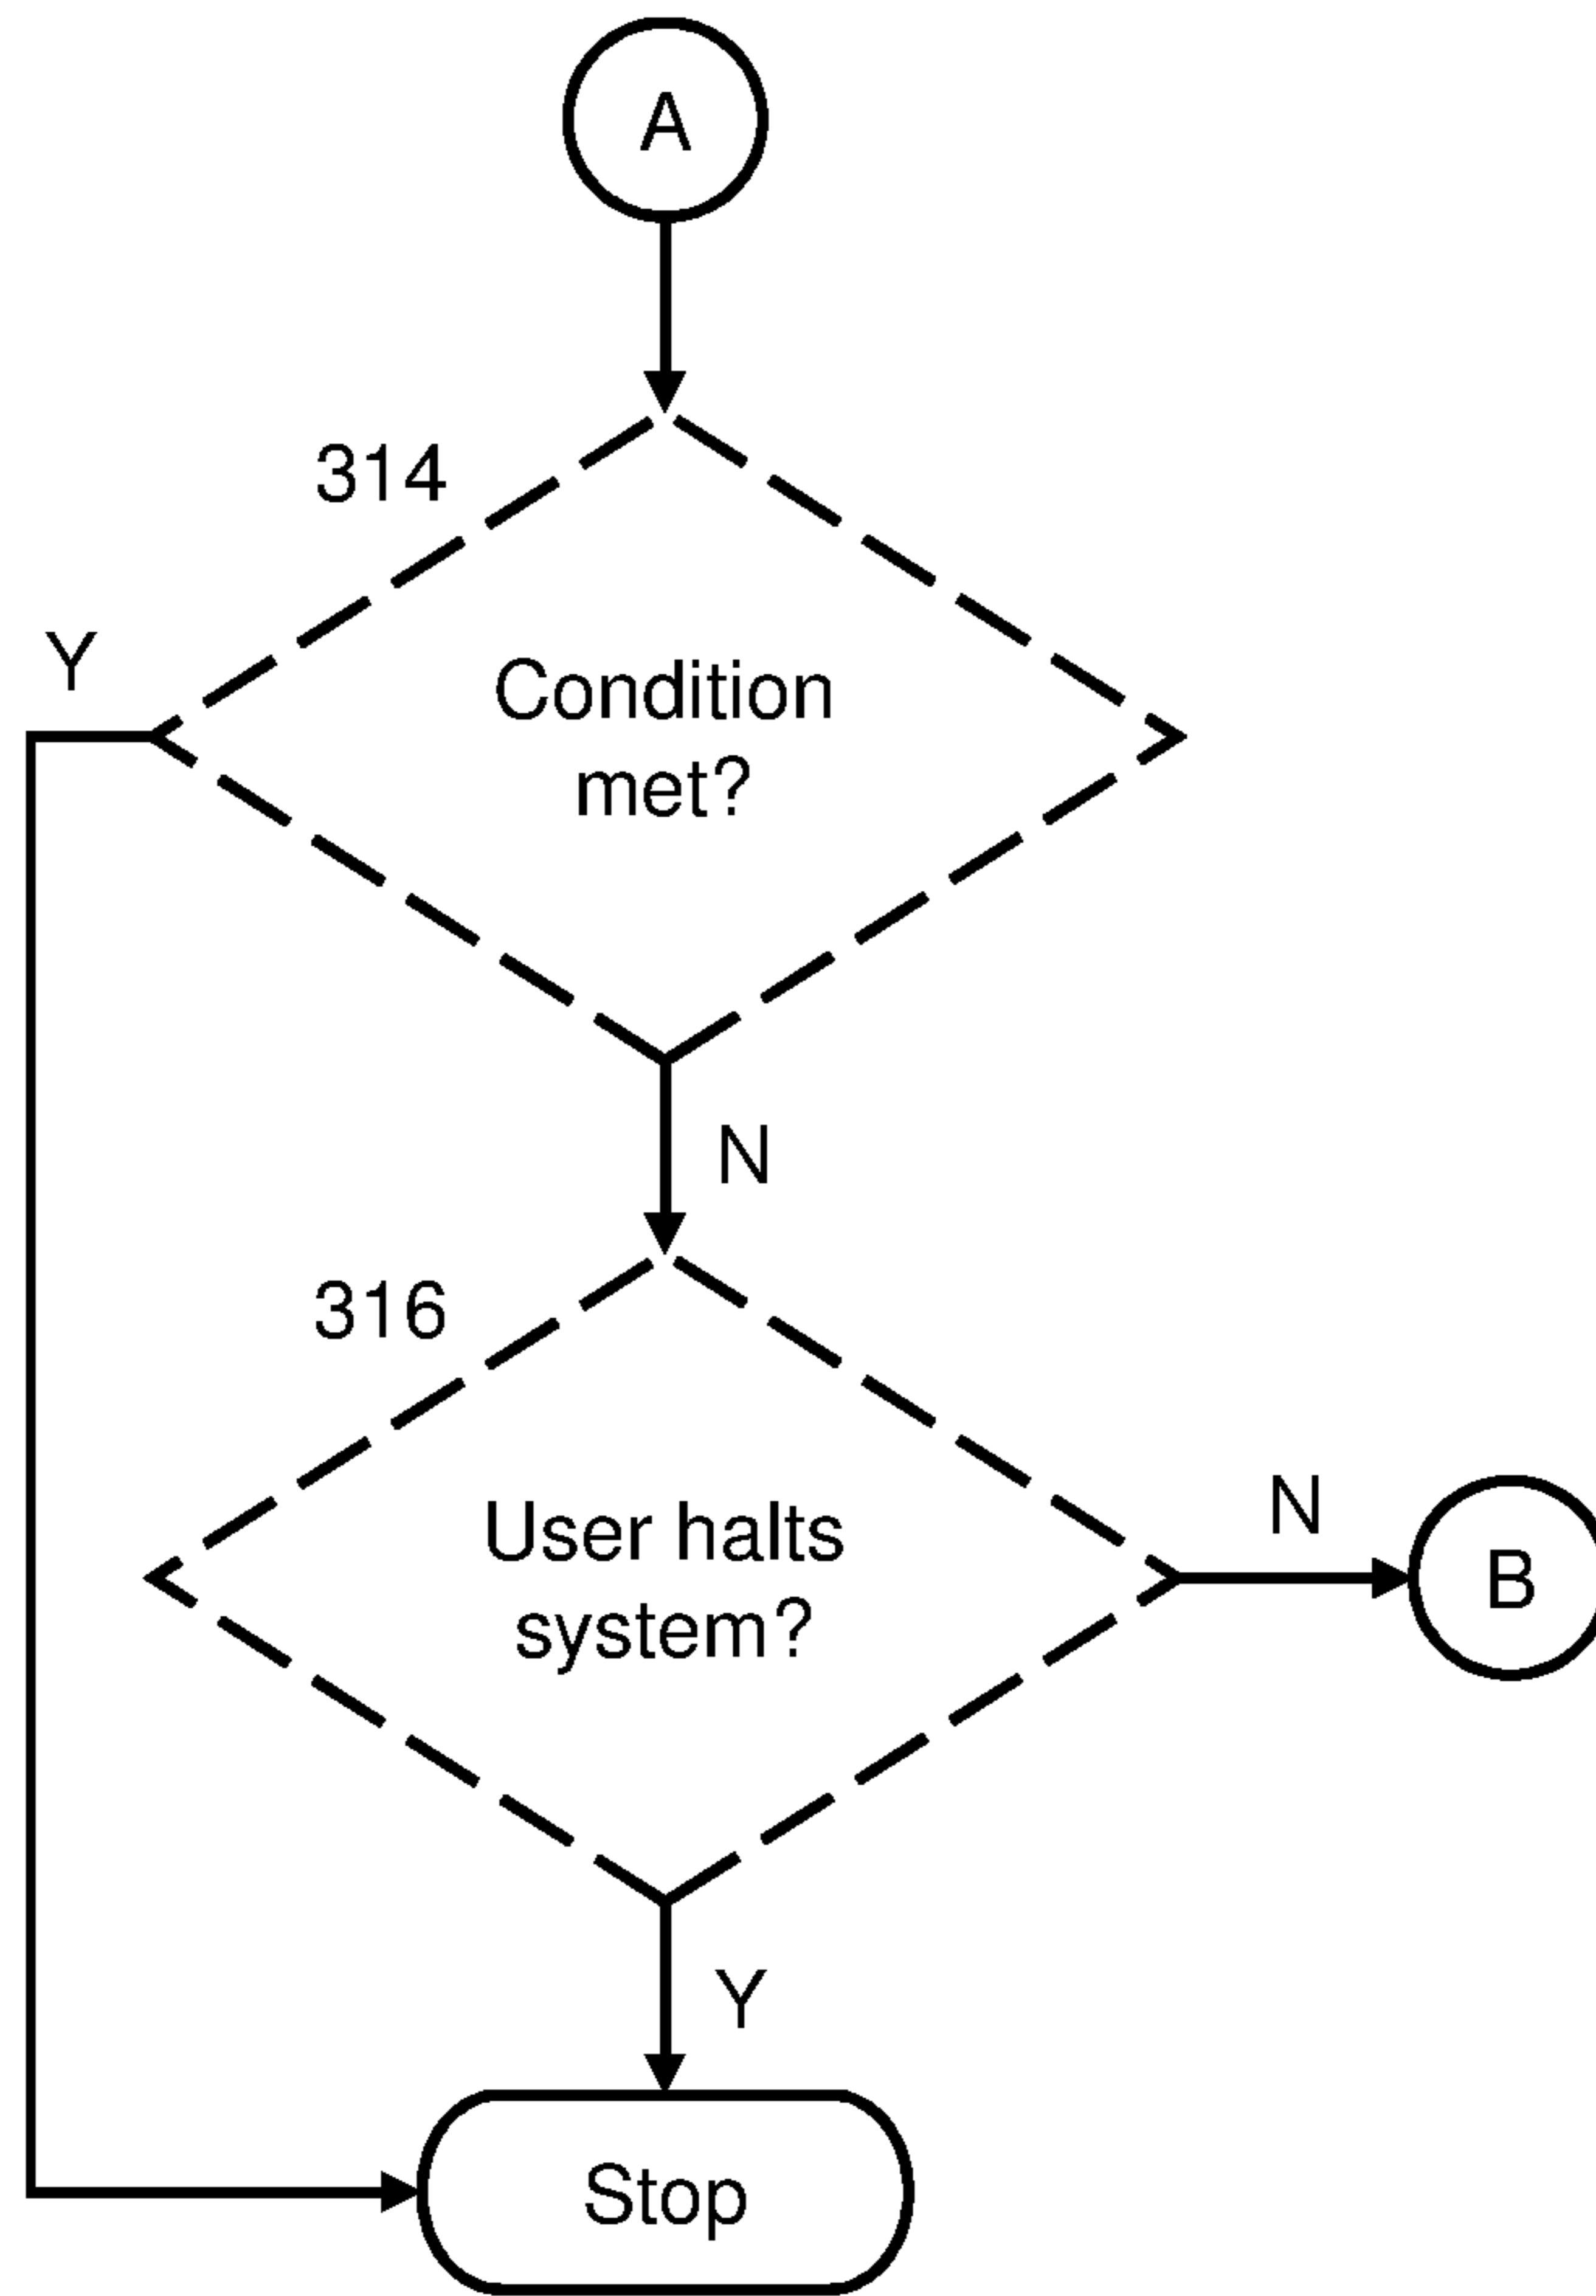 A
314
Y
Condition
met?
N
316
User halts
system?
N
B
Y
Stop